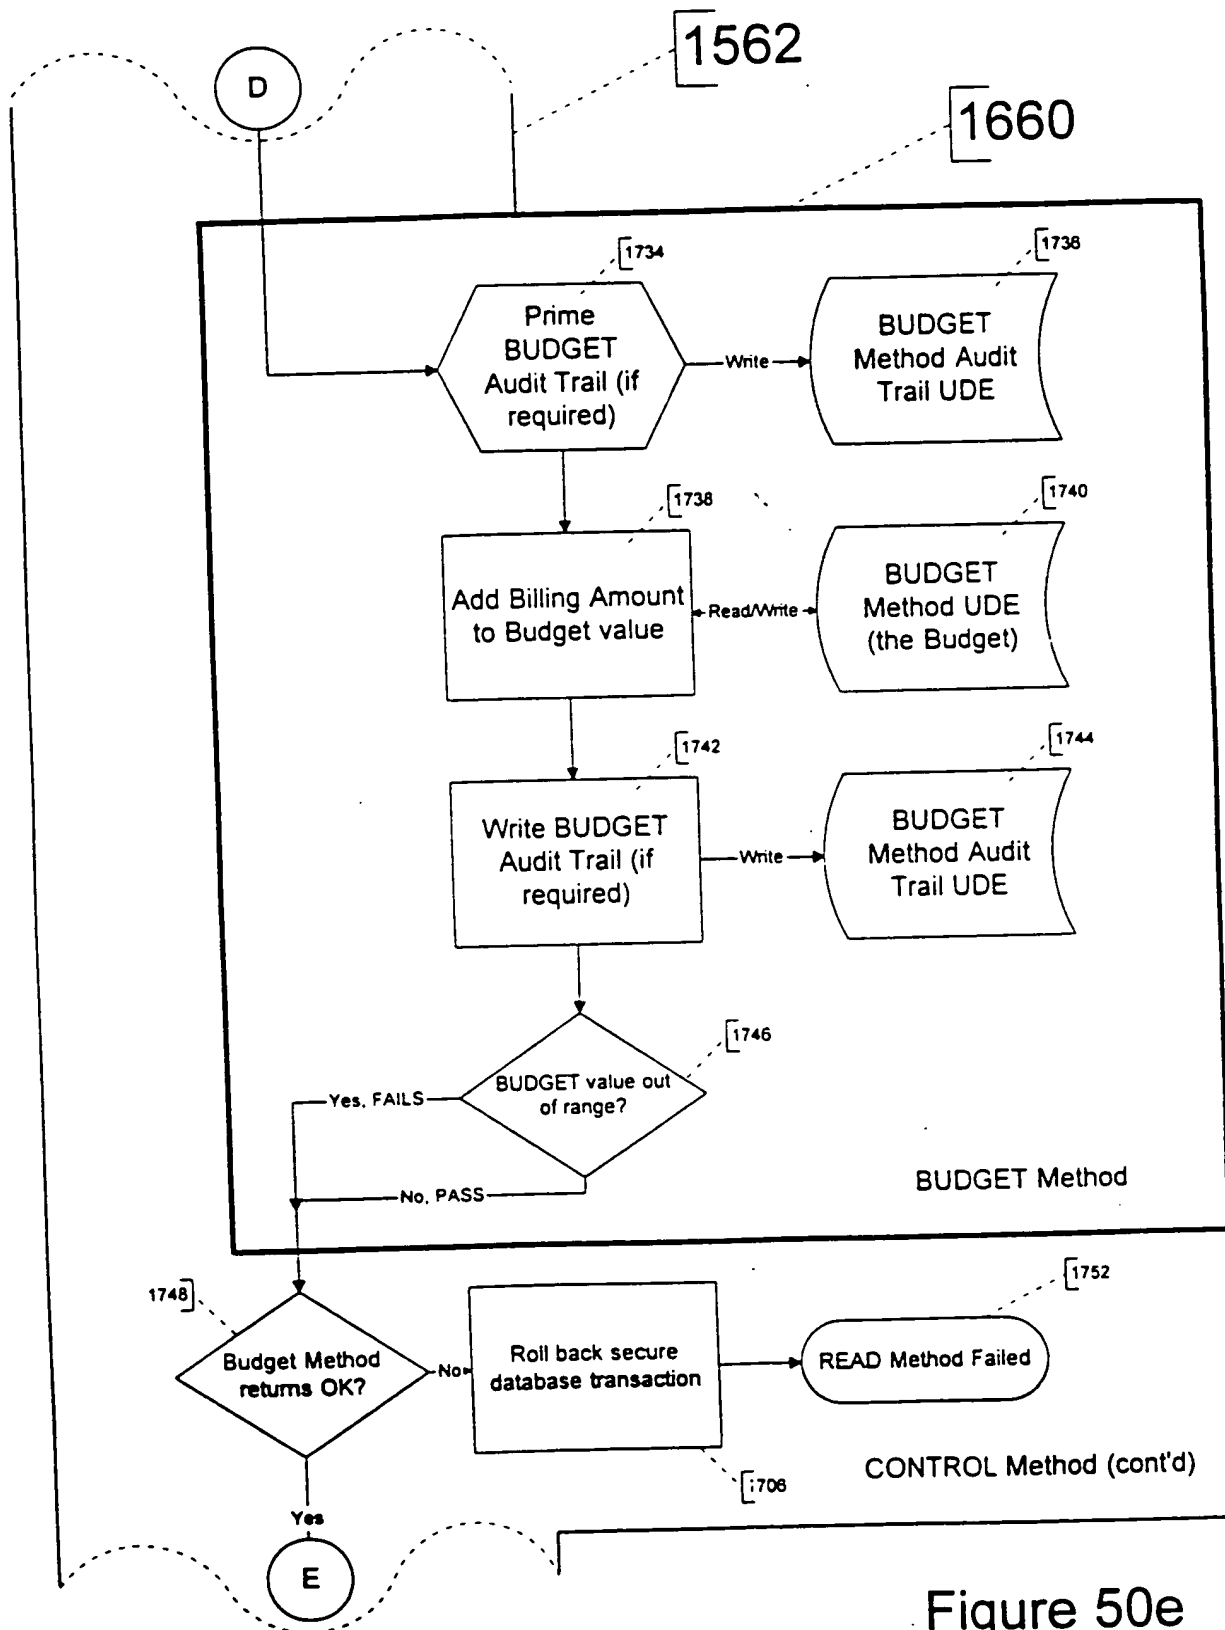 1562
D
1660
1734
1738
Prime
BUDGET
Audit Trail (if
required)
Write
BUDGET
Method Audit
Trail UDE
1738
1740
Add Billing Amount
to Budget value
Read/Write
BUDGET
Method UDE
(the Budget)
1742
1744
Write BUDGET
Audit Trail (if
required)
Write
BUDGET
Method Audit
Trail UDE
1746
BUDGET value out
of range?
Yes, FAILS
No, PASS
BUDGET Method
1748
1752
Budget Method
returns OK?
No
Roll back secure
database transaction
READ Method Failed
1706
CONTROL Method (cont'd)
Yes
E
Figure 50e